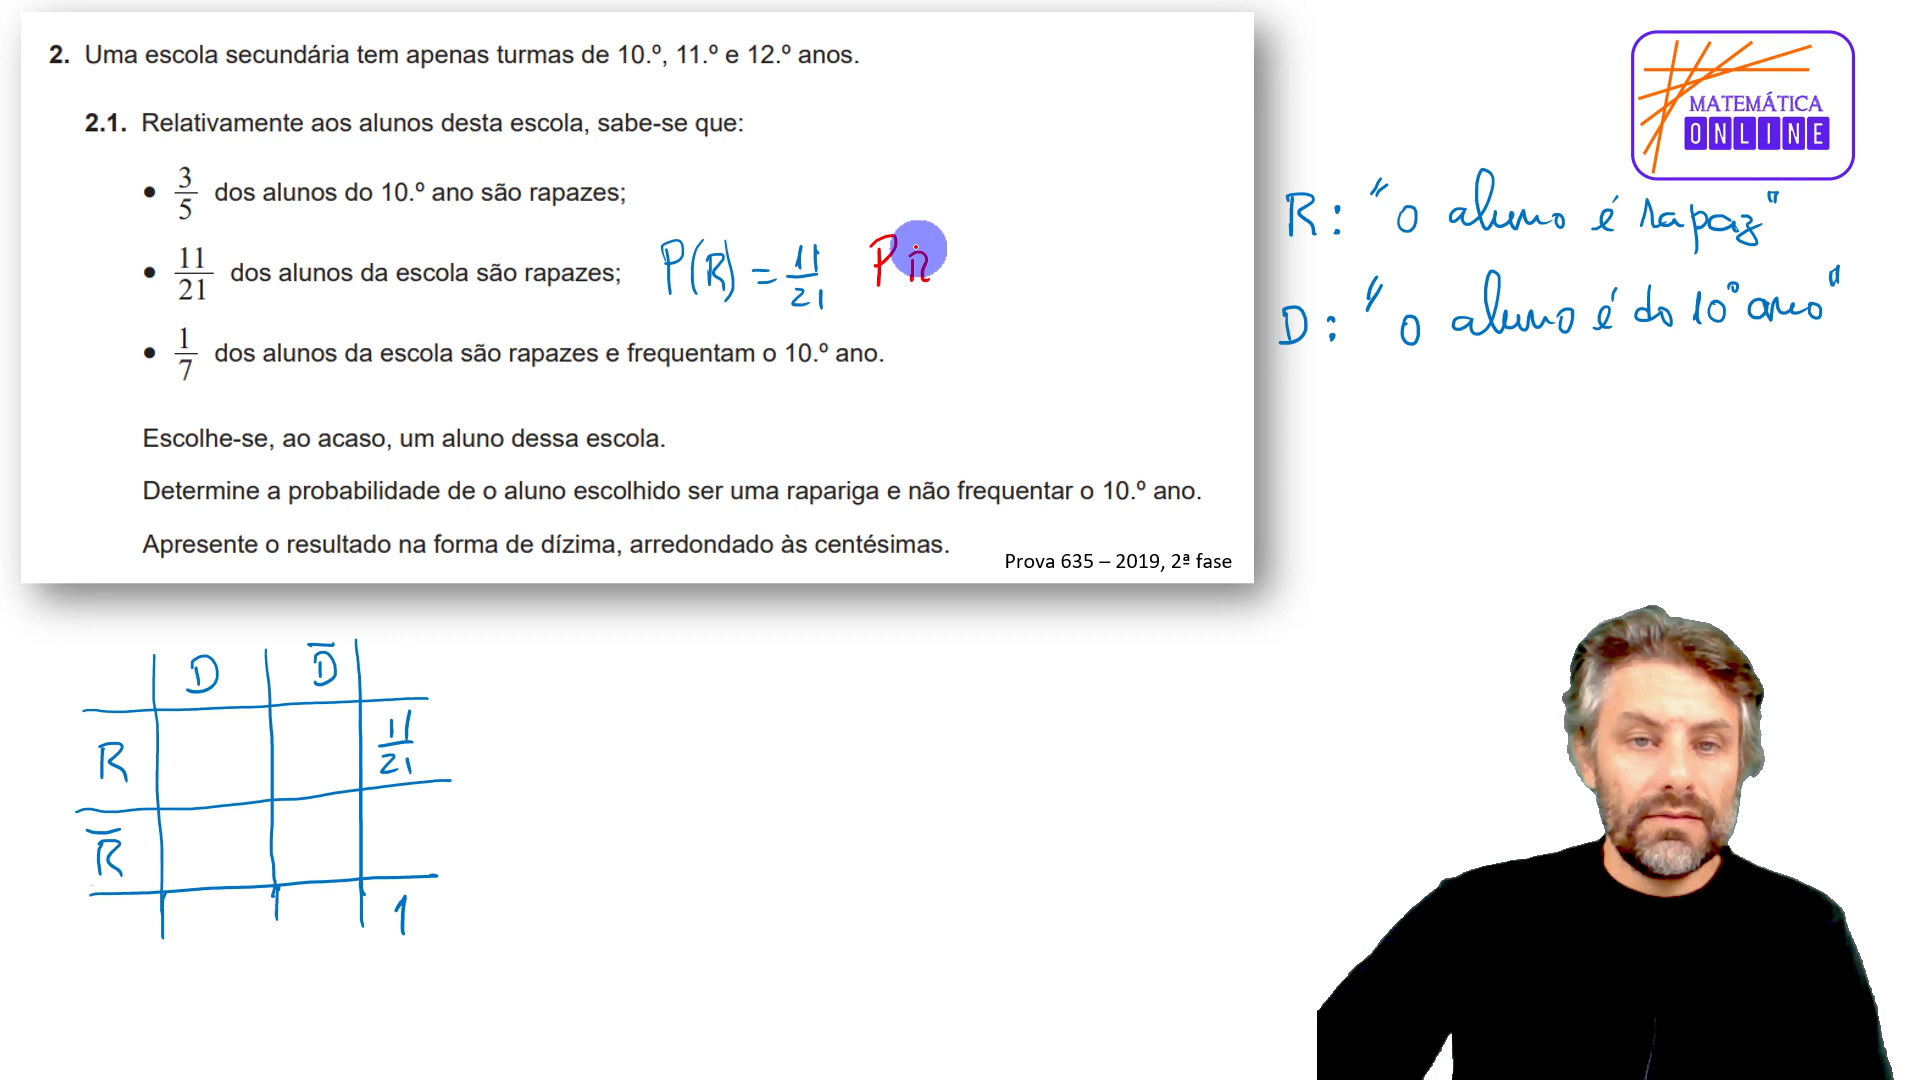 2. Uma escola secundária tem apenas turmas de 10.º, 11.º e 12.º anos.
2.1. Relativamente aos alunos desta escola, sabe-se que:
• 3/5 dos alunos do 10.º ano são rapazes;
• 11/21 dos alunos da escola são rapazes; P(R) = 11/21
• 1/7 dos alunos da escola são rapazes e frequentam o 10.º ano.
Escolhe-se, ao acaso, um aluno dessa escola.
Determine a probabilidade de o aluno escolhido ser uma rapariga e não frequentar o 10.º ano.
Apresente o resultado na forma de dízima, arredondado às centésimas.
Prova 635 – 2019, 2ª fase
MATEMÁTICA
ONLINE
R: "o aluno é rapaz"
D: "o aluno é do 10º ano"
D D̅
R 11/21
R̅
1